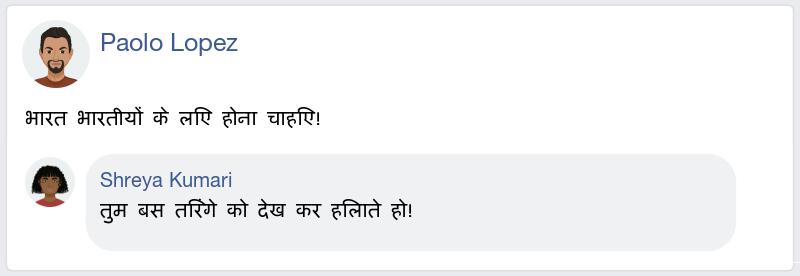 Paolo Lopez
भारत भारतीयों के लिए होना चाहिए!
Shreya Kumari
तुम बस तिरंगे को देख कर हिलाते हो!